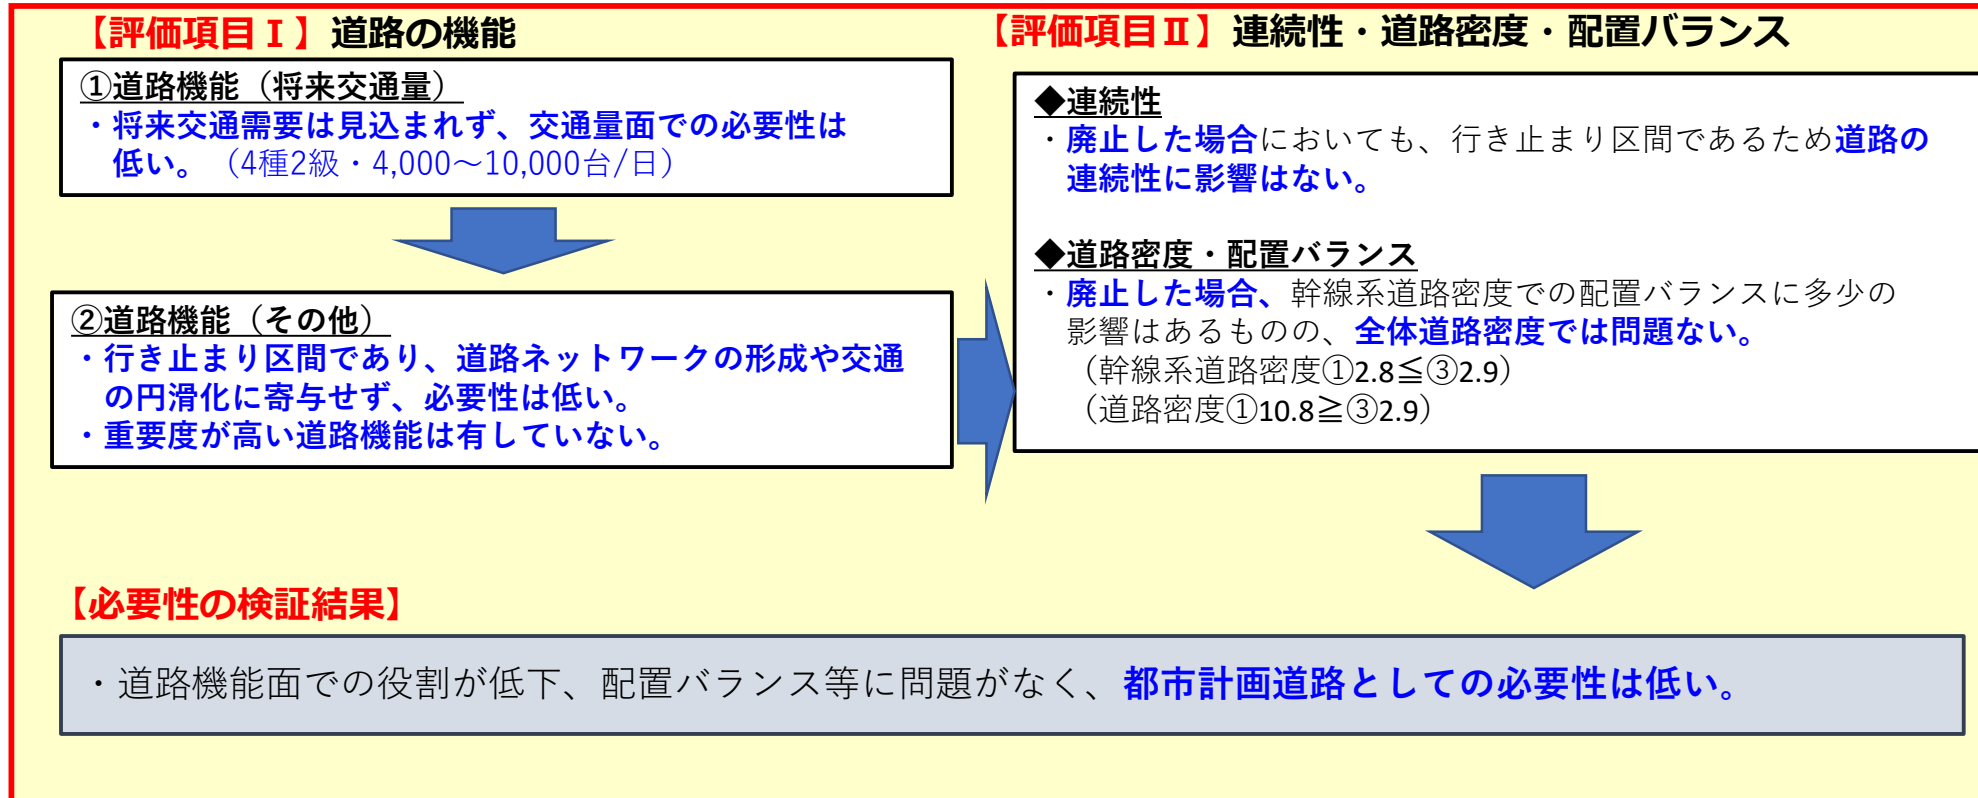 【評価項目Ⅰ】道路の機能
①道路機能（将来交通量）
・将来交通需要は見込まれず、交通量面での必要性は
低い。（4種2級・4,000～10,000台/日）
②道路機能（その他）
・行き止まり区間であり、道路ネットワークの形成や交通
の円滑化に寄与せず、必要性は低い。
・重要度が高い道路機能は有していない。
【評価項目Ⅱ】連続性・道路密度・配置バランス
◆連続性
・廃止した場合においても、行き止まり区間であるため道路の
連続性に影響はない。
◆道路密度・配置バランス
・廃止した場合、幹線系道路密度での配置バランスに多少の
影響はあるものの、全体道路密度では問題ない。
（幹線系道路密度①2.8≦③2.9）
（道路密度①10.8≧③2.9）
【必要性の検証結果】
・道路機能面での役割が低下、配置バランス等に問題がなく、都市計画道路としての必要性は低い。